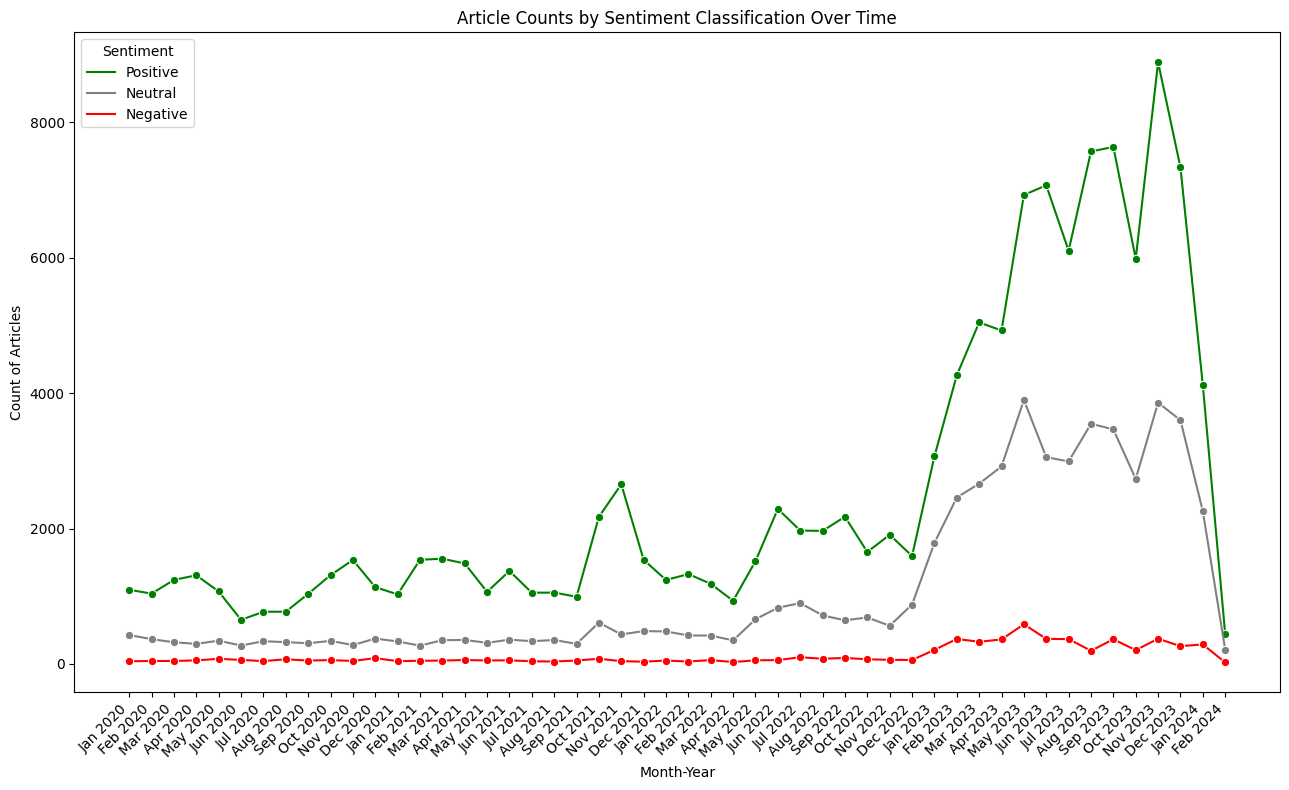 Article Counts by Sentiment Classification Over Time
Sentiment
Positive
Neutral
Negative
Count of Articles
8000
6000
4000
2000
0
Jan 2020
Feb 2020
Mar 2020
Apr 2020
May 2020
Jun 2020
Jul 2020
Aug 2020
Sep 2020
Oct 2020
Nov 2020
Dec 2020
Jan 2021
Feb 2021
Mar 2021
Apr 2021
May 2021
Jun 2021
Jul 2021
Aug 2021
Sep 2021
Oct 2021
Nov 2021
Dec 2021
Jan 2022
Feb 2022
Mar 2022
Apr 2022
May 2022
Jun 2022
Jul 2022
Aug 2022
Sep 2022
Oct 2022
Nov 2022
Dec 2022
Jan 2023
Feb 2023
Mar 2023
Apr 2023
May 2023
Jun 2023
Jul 2023
Aug 2023
Sep 2023
Oct 2023
Nov 2023
Dec 2023
Jan 2024
Feb 2024
Month-Year